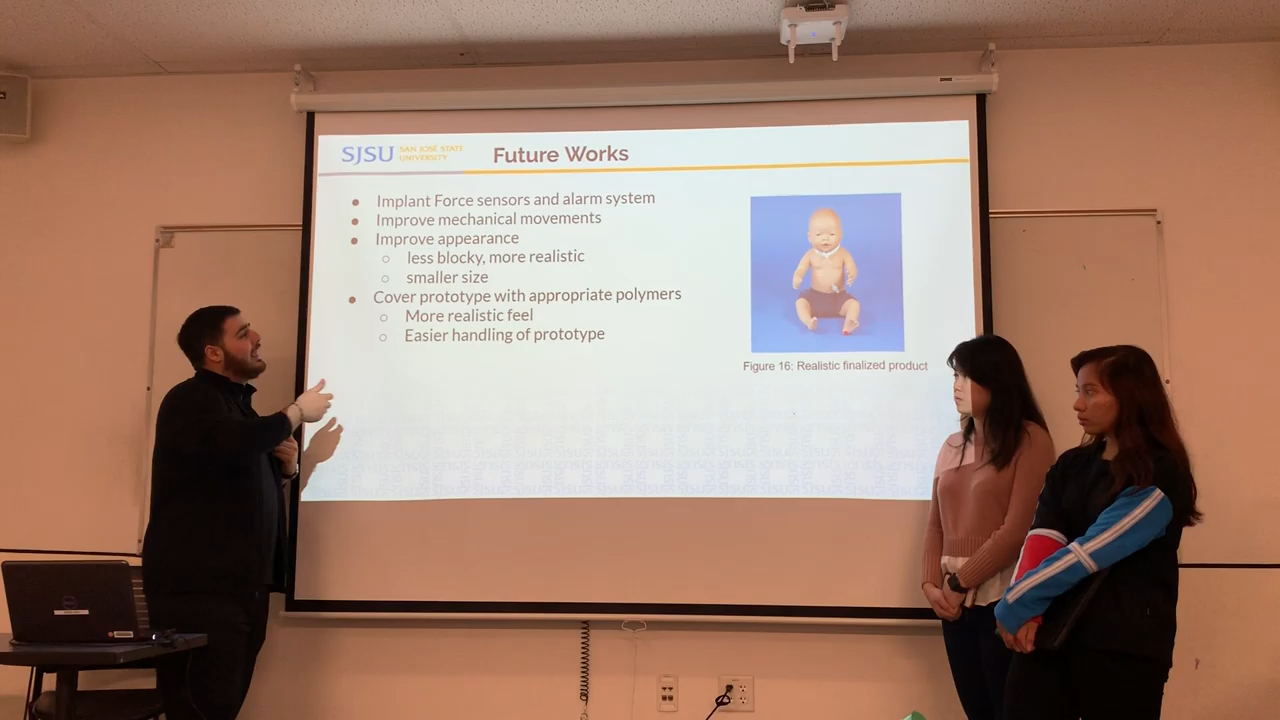 SJSU SAN JOSÉ STATE
UNIVERSITY
Future Works
Implant Force sensors and alarm system
Improve mechanical movements
Improve appearance
less blocky, more realistic
smaller size
Cover prototype with appropriate polymers
More realistic feel
Easier handling of prototype
Figure 16: Realistic finalized product